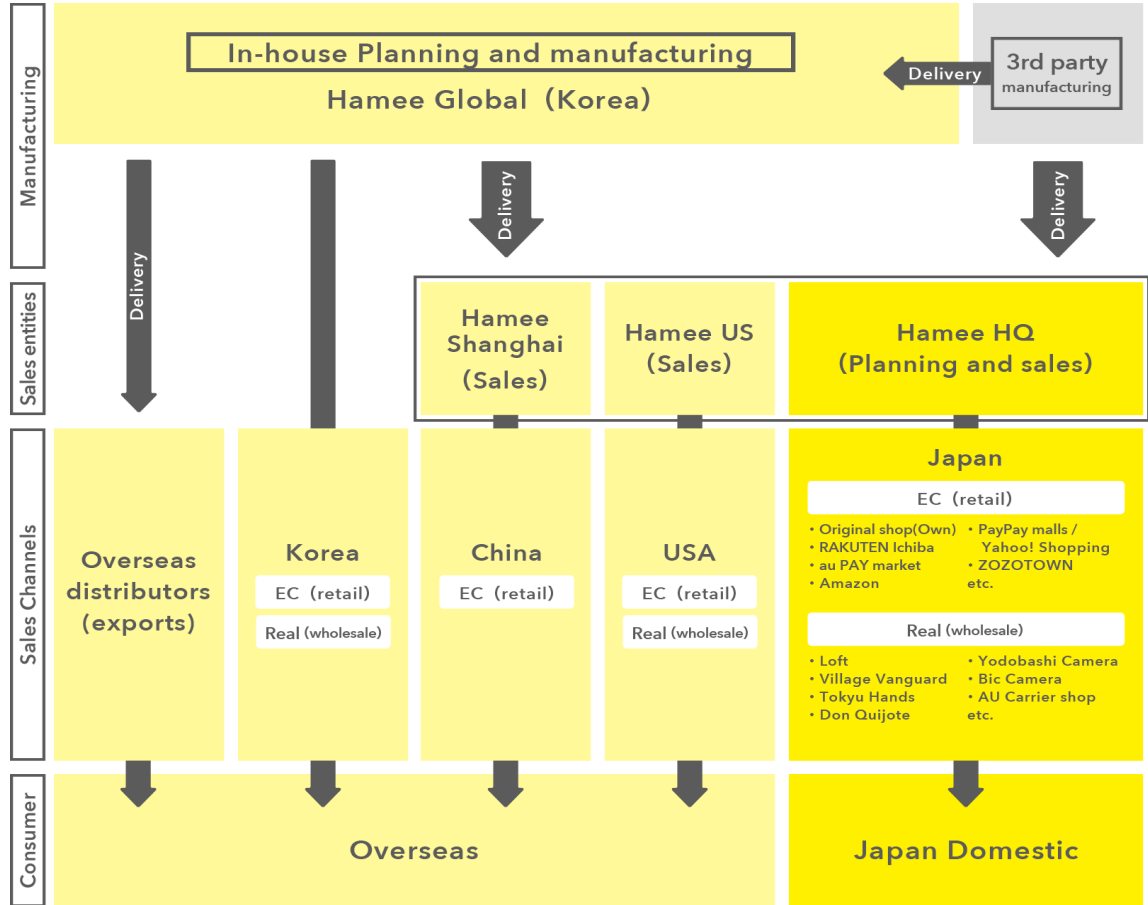 Manufacturing
In-house Planning and manufacturing
Hamee Global (Korea)
Delivery
3rd party
manufacturing
Delivery
Delivery
Delivery
Sales entities
Hamee
Shanghai
(Sales)
Hamee US
(Sales)
Hamee HQ
(Planning and sales)
Sales Channels
Overseas
distributors
(exports)
Korea
EC (retail)
Real (wholesale)
China
EC (retail)
USA
EC (retail)
Real (wholesale)
Japan
EC (retail)
・Original shop(Own)
・RAKUTEN Ichiba
・au PAY market
・Amazon
・PayPay malls /
Yahoo! Shopping
・ZOZOTOWN
etc.
Real (wholesale)
・Loft
・Village Vanguard
・Tokyu Hands
・Don Quijote
・Yodobashi Camera
・Bic Camera
・AU Carrier shop
etc.
Consumer
Overseas
Japan Domestic